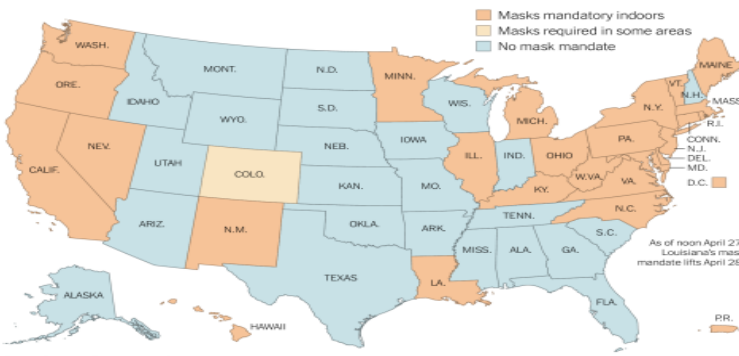 Masks mandatory indoors
Masks required in some areas
No mask mandate
WASH.
MONT.
N.D.
MINN.
MAINE
VT.
N.H.
MASS
ORE.
IDAHO
S.D.
WIS.
N.Y.
R.I.
WYO.
MICH.
CONN.
N.J.
DEL.
MD.
D.C.
NEV.
NEB.
IOWA
PA.
UTAH
ILL.
IND.
OHIO
CALIF.
COLO.
KAN.
MO.
W.VA.
VA.
KY.
N.C.
ARIZ.
N.M.
OKLA.
ARK.
TENN.
S.C.
MISS.
ALA.
GA.
As of noon April 27
Louisiana's mas
mandate lifts April 28
TEXAS
LA.
FLA.
ALASKA
HAWAII
P.R.